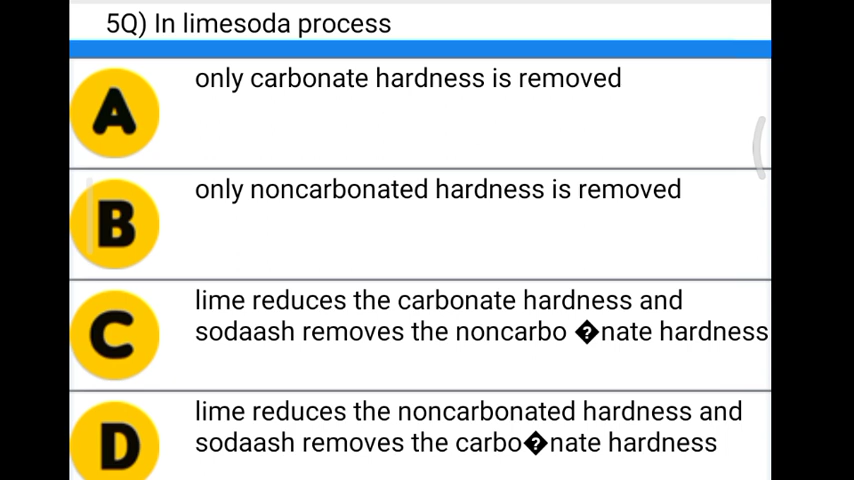 5Q) In limesoda process
A
only carbonate hardness is removed
B
only noncarbonated hardness is removed
C
lime reduces the carbonate hardness and
sodaash removes the noncarbo �nate hardness
D
lime reduces the noncarbonated hardness and
sodaash removes the carbo�nate hardness